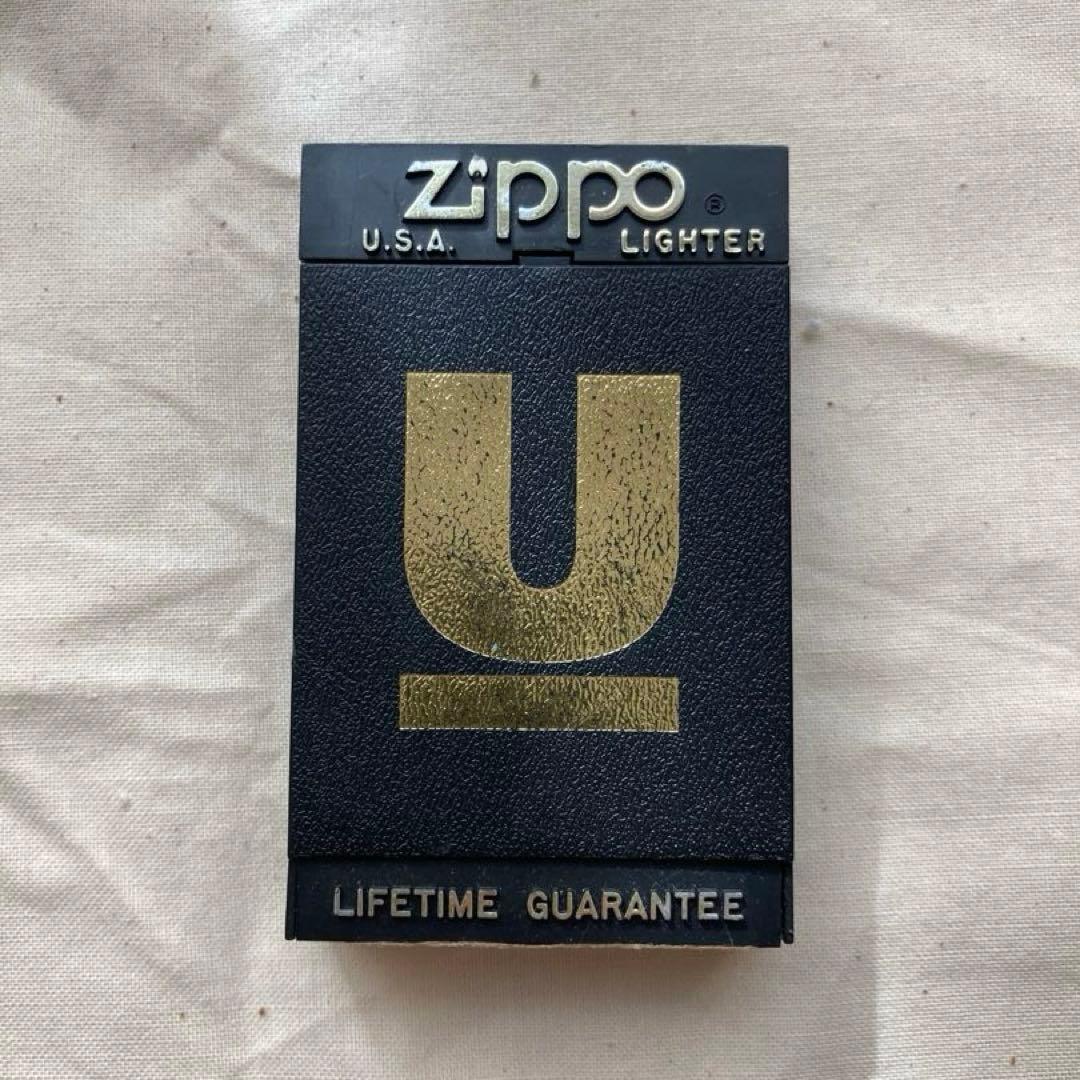 Zippo ®
U.S.A. LIGHTER
U
LIFETIME GUARANTEE